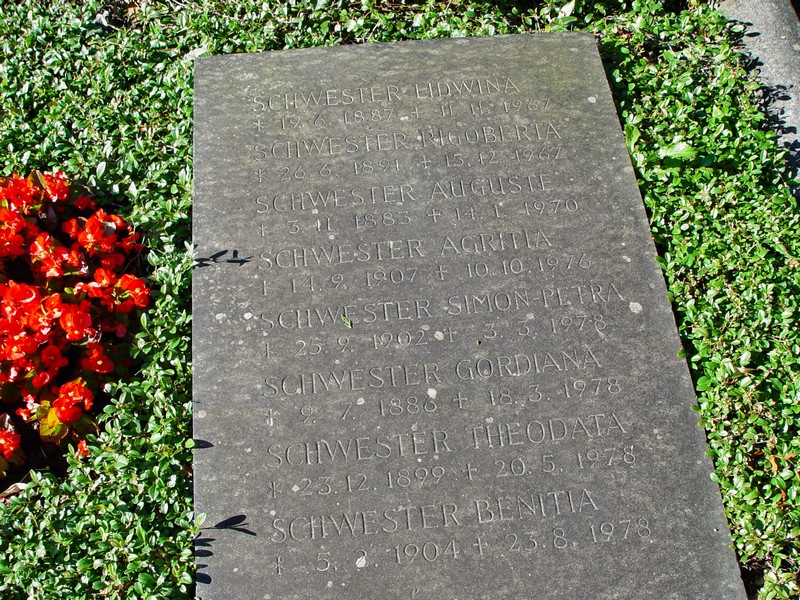 SCHWESTER LIDWINA
* 19. 6. 1887 + 11. 11. 1967
SCHWESTER RIGOBERTA
* 26. 6. 1891 + 15. 12. 1967
SCHWESTER AUGUSTE
* 3. 11. 1883 + 14. 1. 1970
SCHWESTER AGRITIA
* 14. 9. 1907 + 10. 10. 1976
SCHWESTER SIMON-PETRA
* 25. 9. 1902 + 3. 3. 1978
SCHWESTER GORDIANA
* 2. 7. 1886 + 18. 3. 1978
SCHWESTER THEODATA
* 23. 12. 1899 + 20. 5. 1978
SCHWESTER BENITIA
* 5. 2. 1904 + 23. 8. 1978